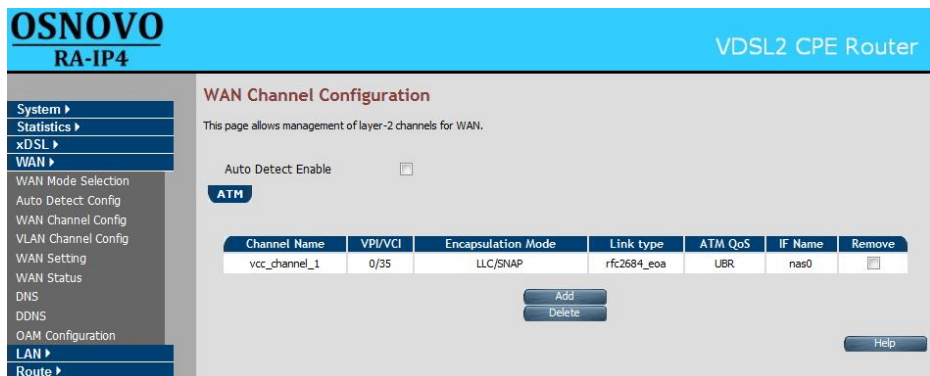 OSNOVO
RA-IP4
VDSL2 CPE Router
System
Statistics
xDSL
WAN
WAN Mode Selection
Auto Detect Config
WAN Channel Config
VLAN Channel Config
WAN Setting
WAN Status
DNS
DDNS
OAM Configuration
LAN
Route
WAN Channel Configuration
This page allows management of layer-2 channels for WAN.
Auto Detect Enable
ATM
Channel Name VPI/VCI Encapsulation Mode Link type ATM QoS IF Name Remove
vcc_channel_1 0/35 LLC/SNAP rfc2684_eoa UBR nas0
Add
Delete
Help